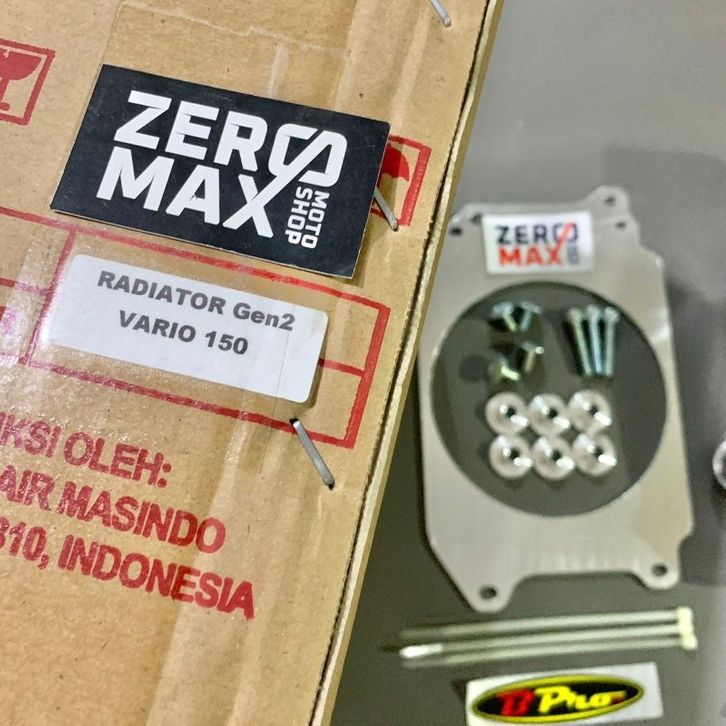 ZERO
MAX
MOTO
SHOP
RADIATOR Gen2
VARIO 150
KSI OLEH:
AIR MASINDO
310, INDONESIA
ZERO
MAX